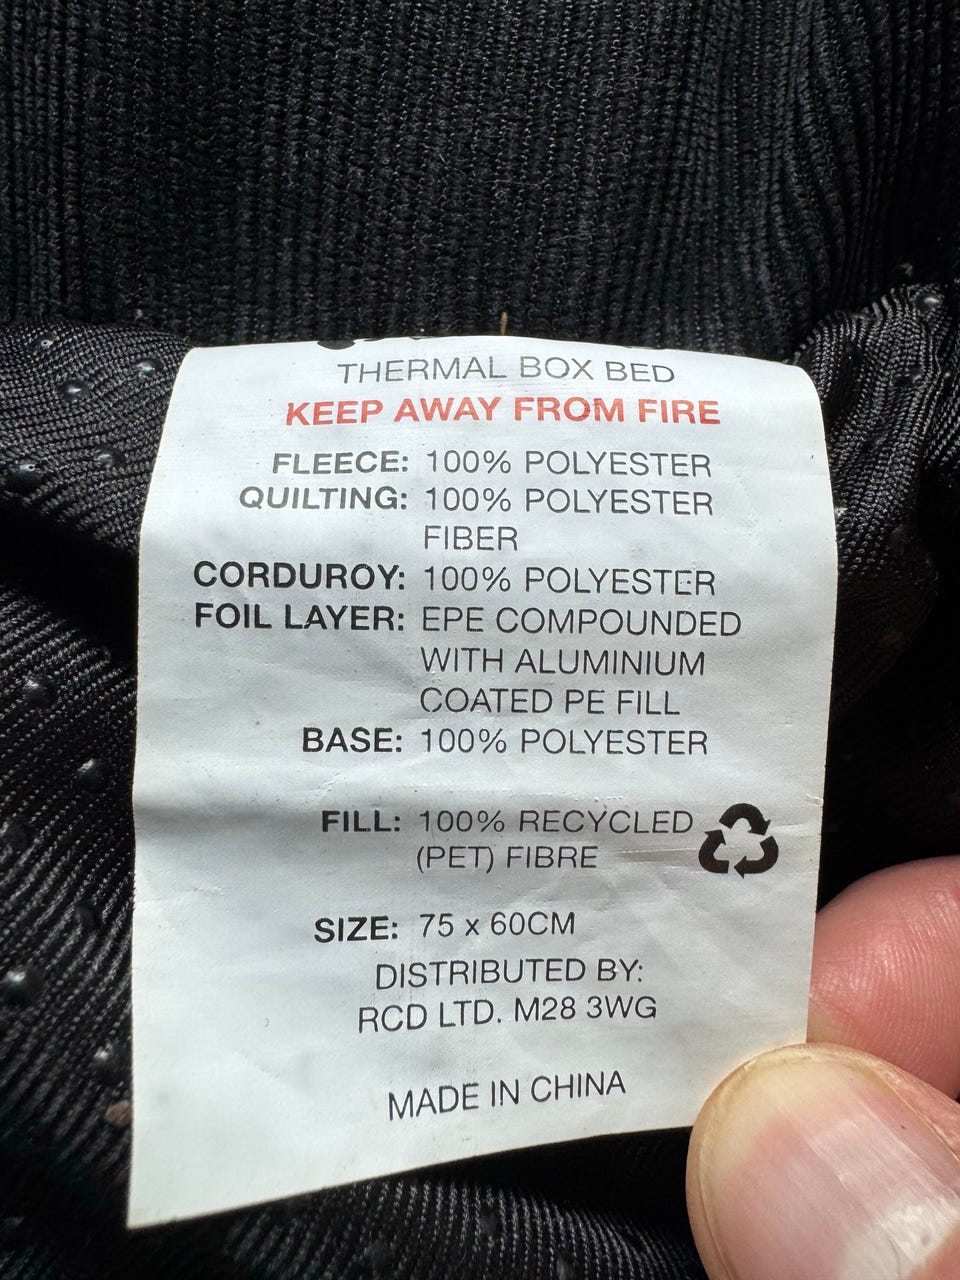 THERMAL BOX BED
KEEP AWAY FROM FIRE
FLEECE: 100% POLYESTER
QUILTING: 100% POLYESTER
FIBER
CORDUROY: 100% POLYESTER
FOIL LAYER: EPE COMPOUNDED
WITH ALUMINIUM
COATED PE FILL
BASE: 100% POLYESTER
FILL: 100% RECYCLED
(PET) FIBRE
SIZE: 75 x 60CM
DISTRIBUTED BY:
RCD LTD. M28 3WG
MADE IN CHINA